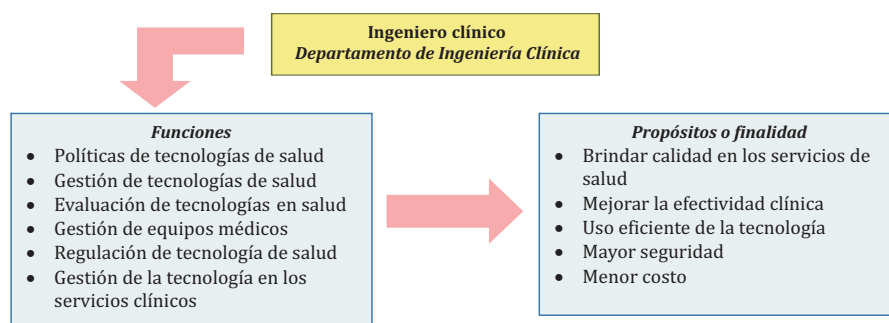 Ingeniero clínico
Departamento de Ingeniería Clínica
Funciones
• Políticas de tecnologías de salud
• Gestión de tecnologías de salud
• Evaluación de tecnologías en salud
• Gestión de equipos médicos
• Regulación de tecnología de salud
• Gestión de la tecnología en los
servicios clínicos
Propósitos o finalidad
• Brindar calidad en los servicios de
salud
• Mejorar la efectividad clínica
• Uso eficiente de la tecnología
• Mayor seguridad
• Menor costo